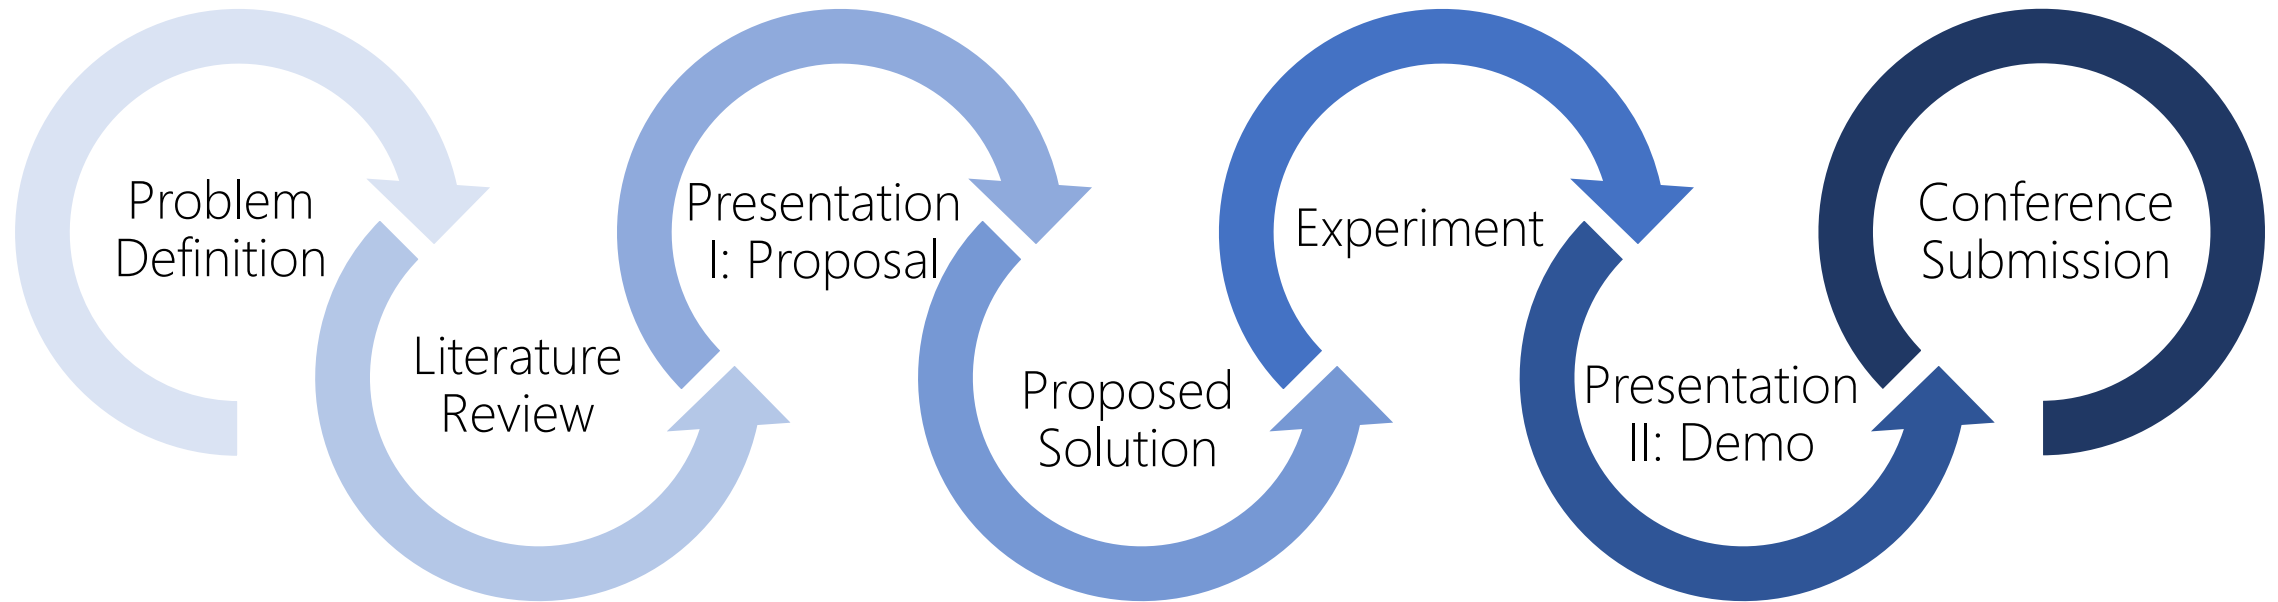 Problem
Definition
Literature
Review
Presentation
I: Proposal
Proposed
Solution
Experiment
Presentation
II: Demo
Conference
Submission